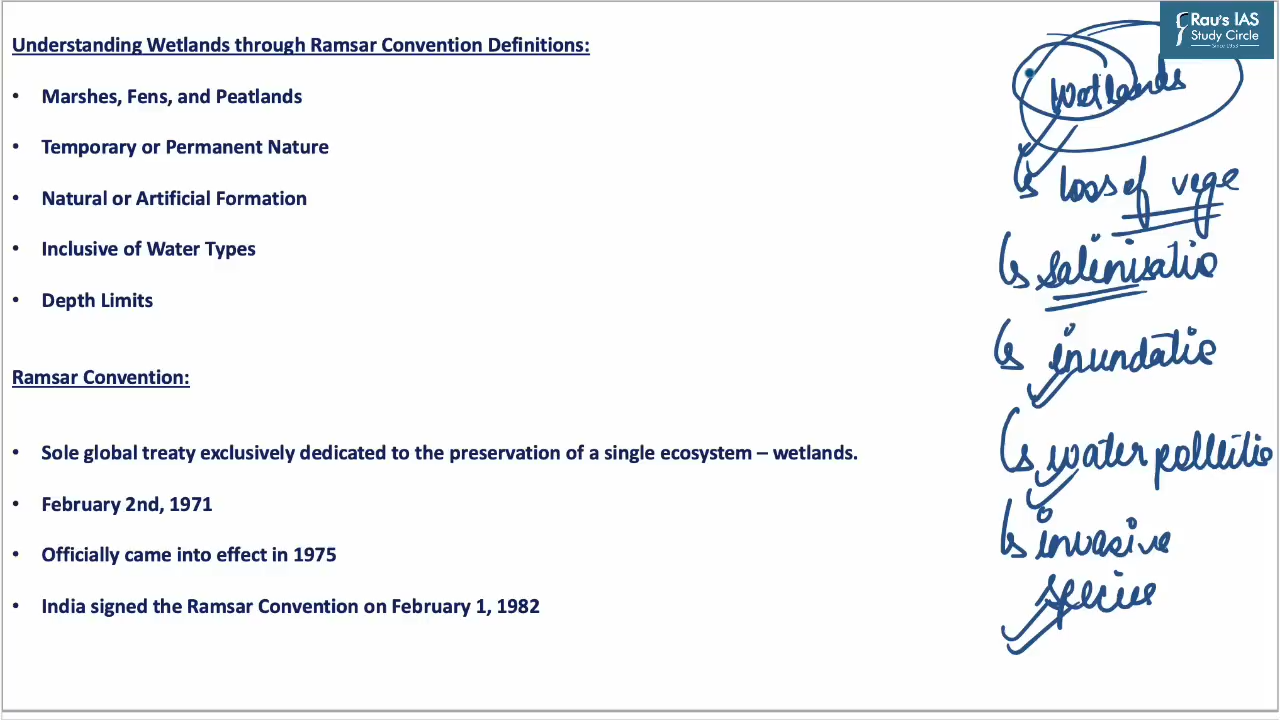 Rau's IAS
Study Circle
Since 1953
Understanding Wetlands through Ramsar Convention Definitions:
• Marshes, Fens, and Peatlands
• Temporary or Permanent Nature
• Natural or Artificial Formation
• Inclusive of Water Types
• Depth Limits
Ramsar Convention:
• Sole global treaty exclusively dedicated to the preservation of a single ecosystem – wetlands.
• February 2nd, 1971
• Officially came into effect in 1975
• India signed the Ramsar Convention on February 1, 1982
Wetlands
loss of vege
salinisatio
inundatio
water pollutio
invasive
species